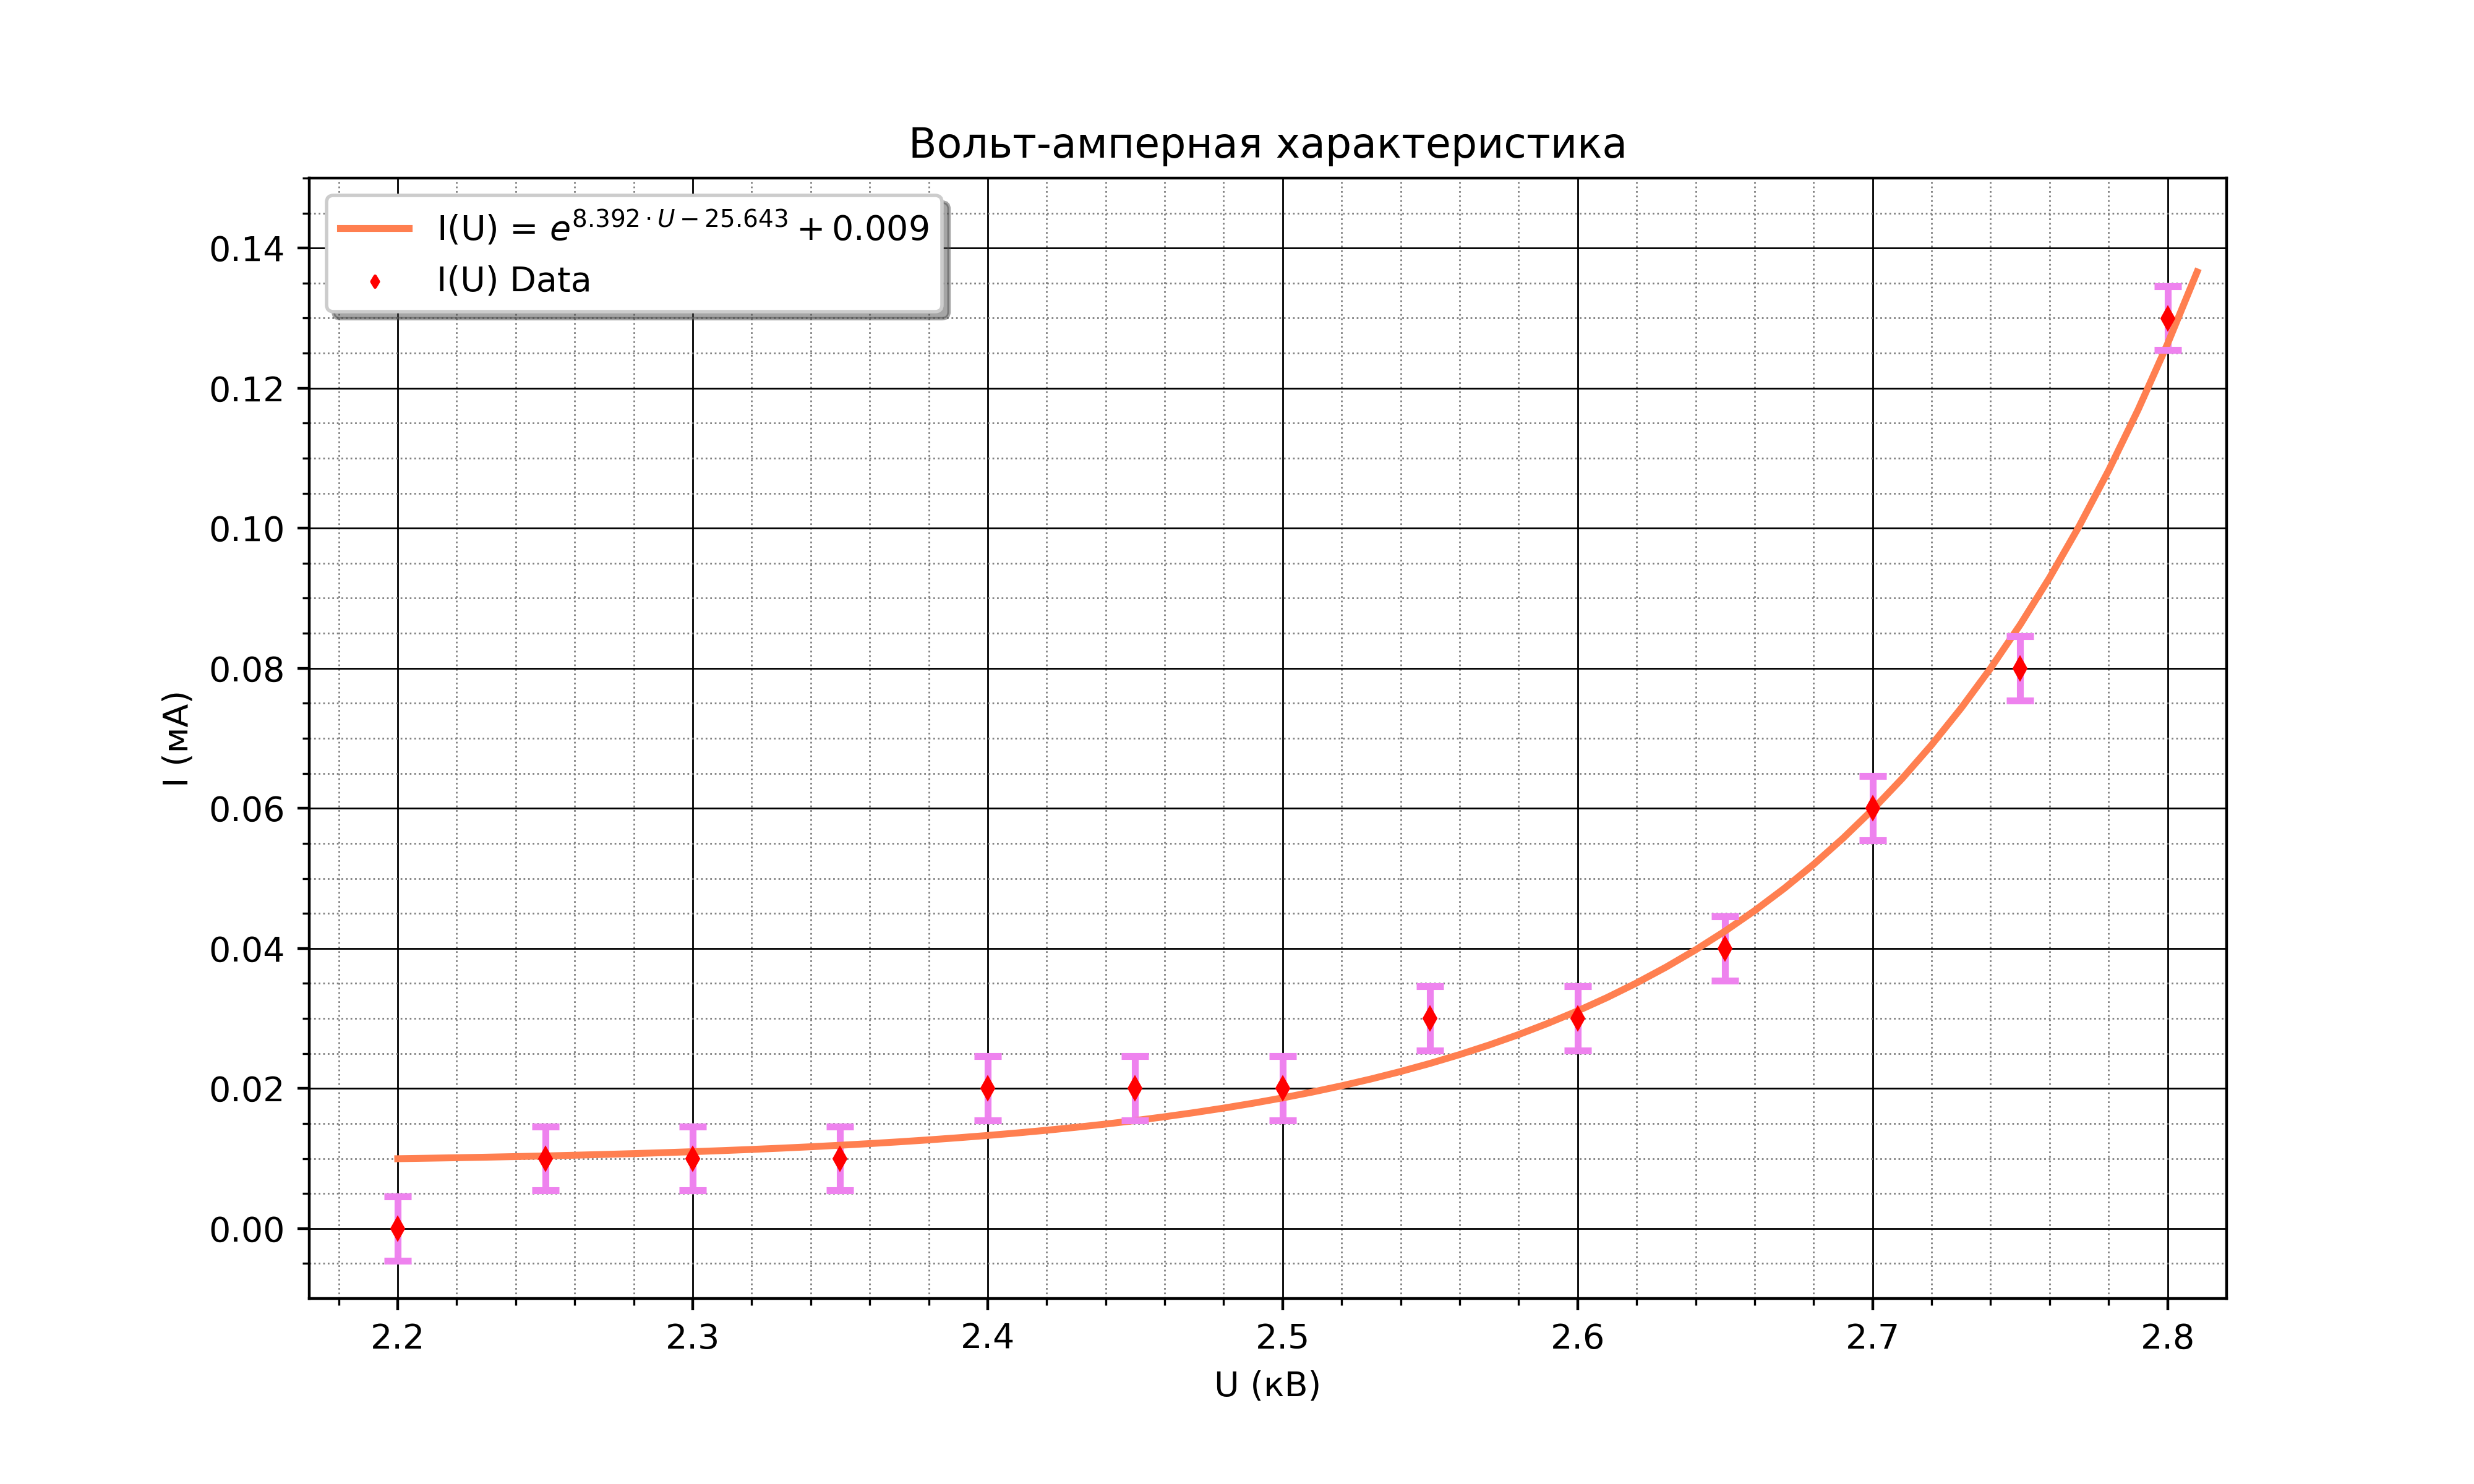 Вольт-амперная характеристика
I(U) = e^{8.392·U−25.643} + 0.009
I(U) Data
0.14
0.12
0.10
0.08
0.06
0.04
0.02
0.00
I (мА)
2.2 2.3 2.4 2.5 2.6 2.7 2.8
U (кВ)